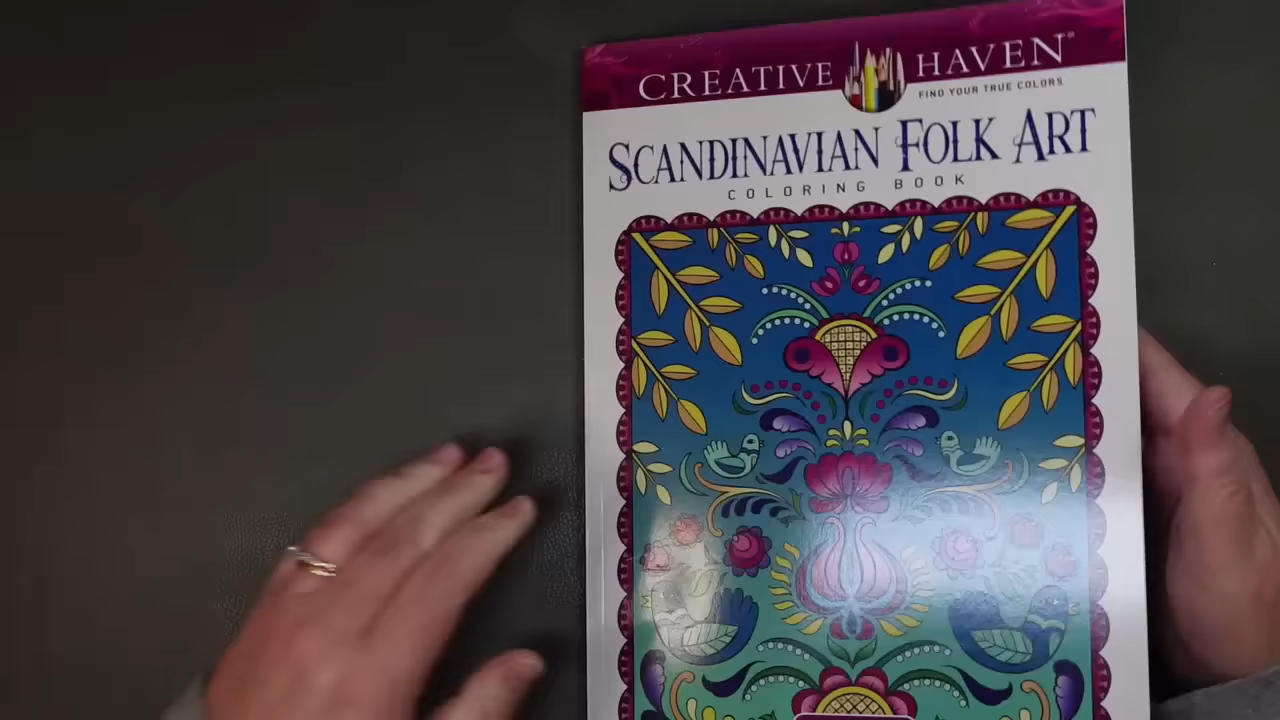 CREATIVE HAVEN®
FIND YOUR TRUE COLORS
SCANDINAVIAN FOLK ART
COLORING BOOK